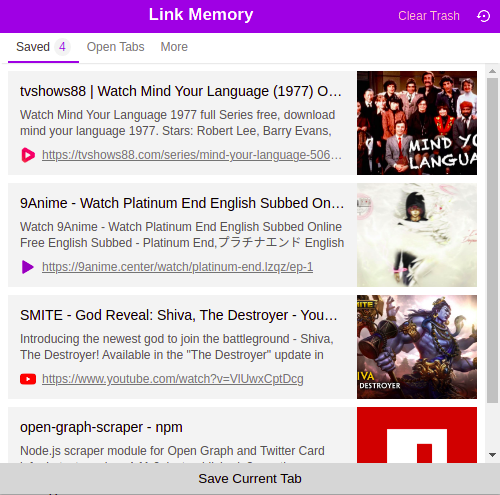 Link Memory
Clear Trash
Saved 4 Open Tabs More
tvshows88 | Watch Mind Your Language (1977) O…
Watch Mind Your Language 1977 full Series free, download
mind your language 1977. Stars: Robert Lee, Barry Evans,
https://tvshows88.com/series/mind-your-language-506…
MIND YO
LANGUA
9Anime - Watch Platinum End English Subbed On…
Watch 9Anime - Watch Platinum End English Subbed Online
Free English Subbed - Platinum End,プラチナエンド English
https://9anime.center/watch/platinum-end.lzqz/ep-1
SMITE - God Reveal: Shiva, The Destroyer - You…
Introducing the newest god to join the battleground - Shiva,
The Destroyer! Available in the "The Destroyer" update in
https://www.youtube.com/watch?v=VlUwxCptDcg
SMITE
IVA
DESTROYER
open-graph-scraper - npm
Node.js scraper module for Open Graph and Twitter Card
Save Current Tab